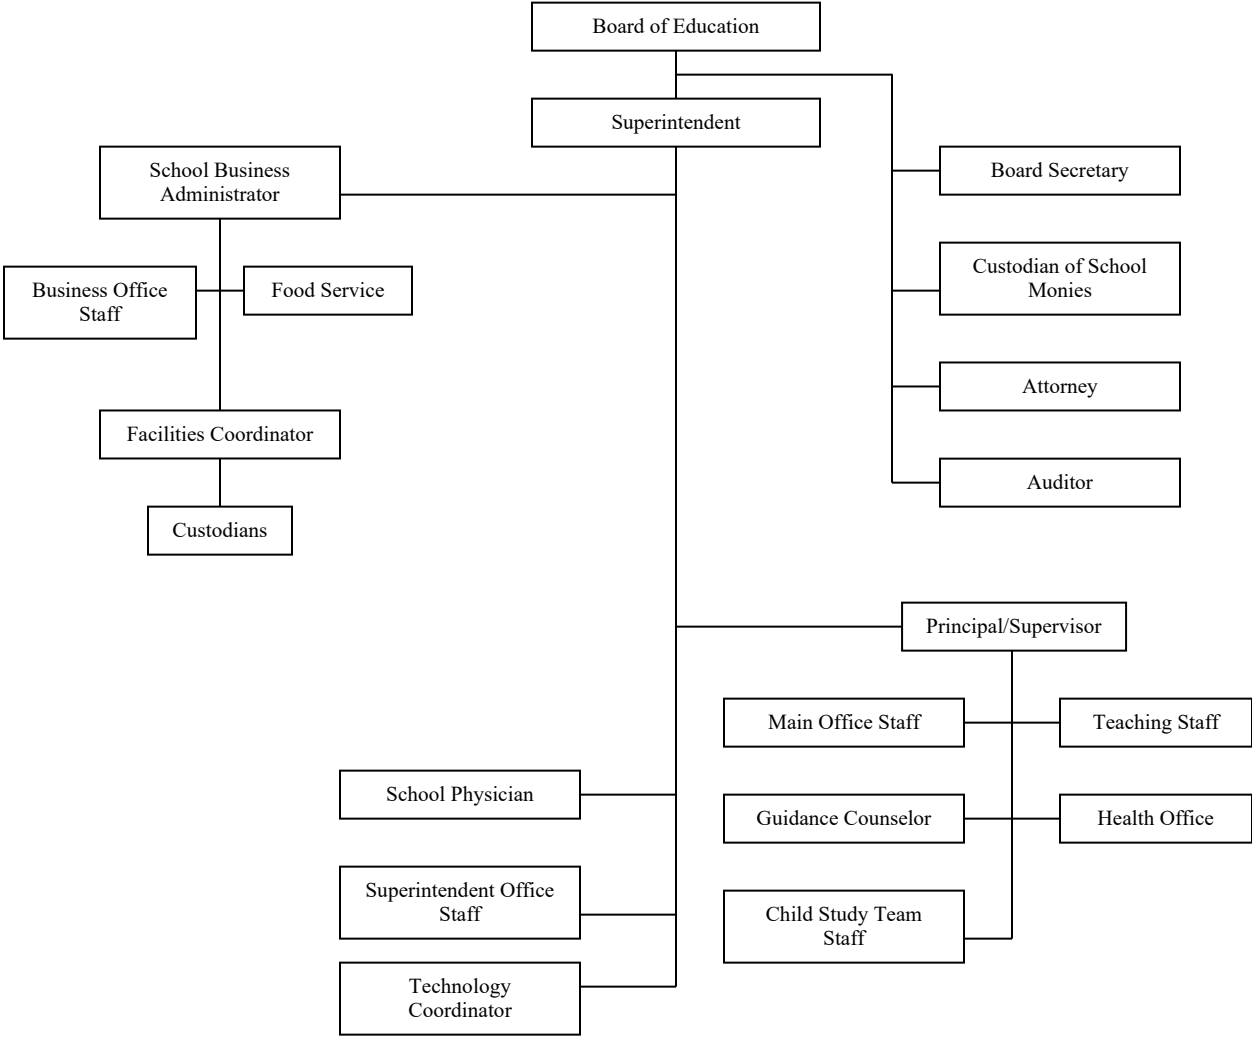 Board of Education
Superintendent
School Business
Administrator
Board Secretary
Business Office
Staff
Food Service
Custodian of School
Monies
Attorney
Facilities Coordinator
Auditor
Custodians
Principal/Supervisor
Main Office Staff
Teaching Staff
School Physician
Guidance Counselor
Health Office
Superintendent Office
Staff
Child Study Team
Staff
Technology
Coordinator